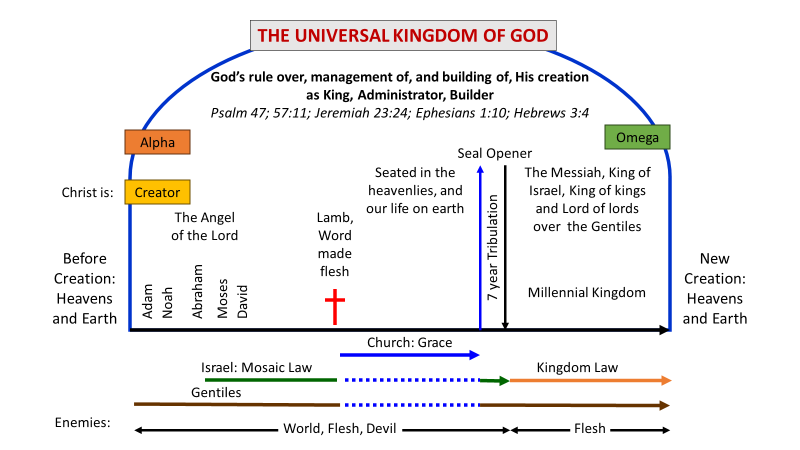 THE UNIVERSAL KINGDOM OF GOD
God's rule over, management of, and building of, His creation
as King, Administrator, Builder
Psalm 47; 57:11; Jeremiah 23:24; Ephesians 1:10; Hebrews 3:4
Alpha
Omega
Christ is:
Creator
The Angel
of the Lord
Lamb,
Word
made
flesh
Seated in the
heavenlies, and
our life on earth
Seal Opener
The Messiah, King of
Israel, King of kings
and Lord of lords
over the Gentiles
Before
Creation:
Heavens
and Earth
Adam
Noah
Abraham
Moses
David
7 year Tribulation
Millennial Kingdom
New
Creation:
Heavens
and Earth
Church: Grace
Israel: Mosaic Law
Kingdom Law
Gentiles
Enemies:
World, Flesh, Devil
Flesh